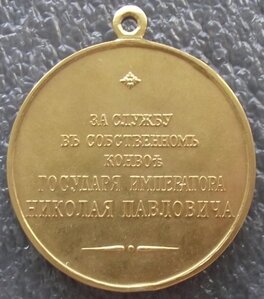 ЗА СЛУЖБУ
ВЪ СОБСТВЕННОМЪ
КОНВОѢ
ГОСУДАРЯ ИМПЕРАТОРА
НИКОЛАЯ ПАВЛОВИЧА